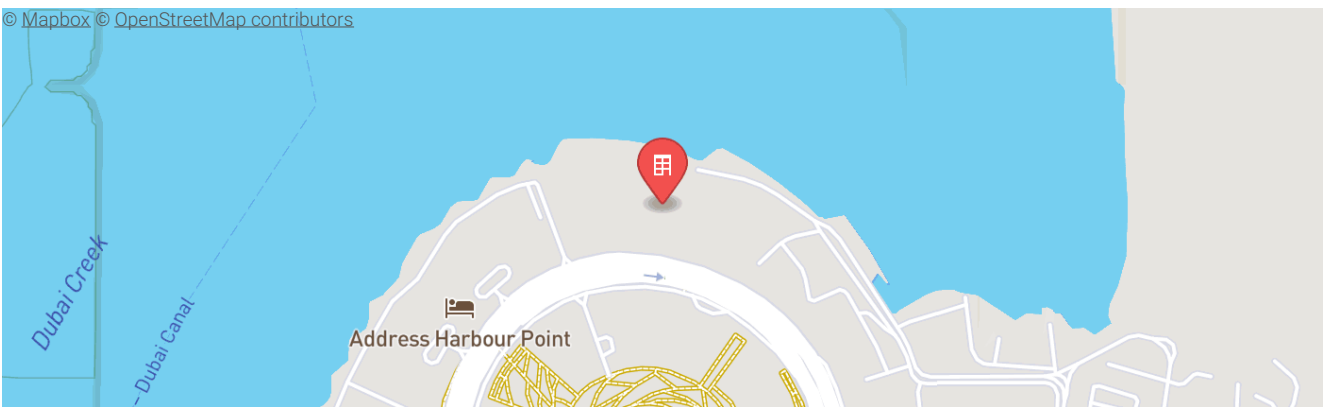 © Mapbox © OpenStreetMap contributors
Dubai Creek
– Dubai Canal
Address Harbour Point